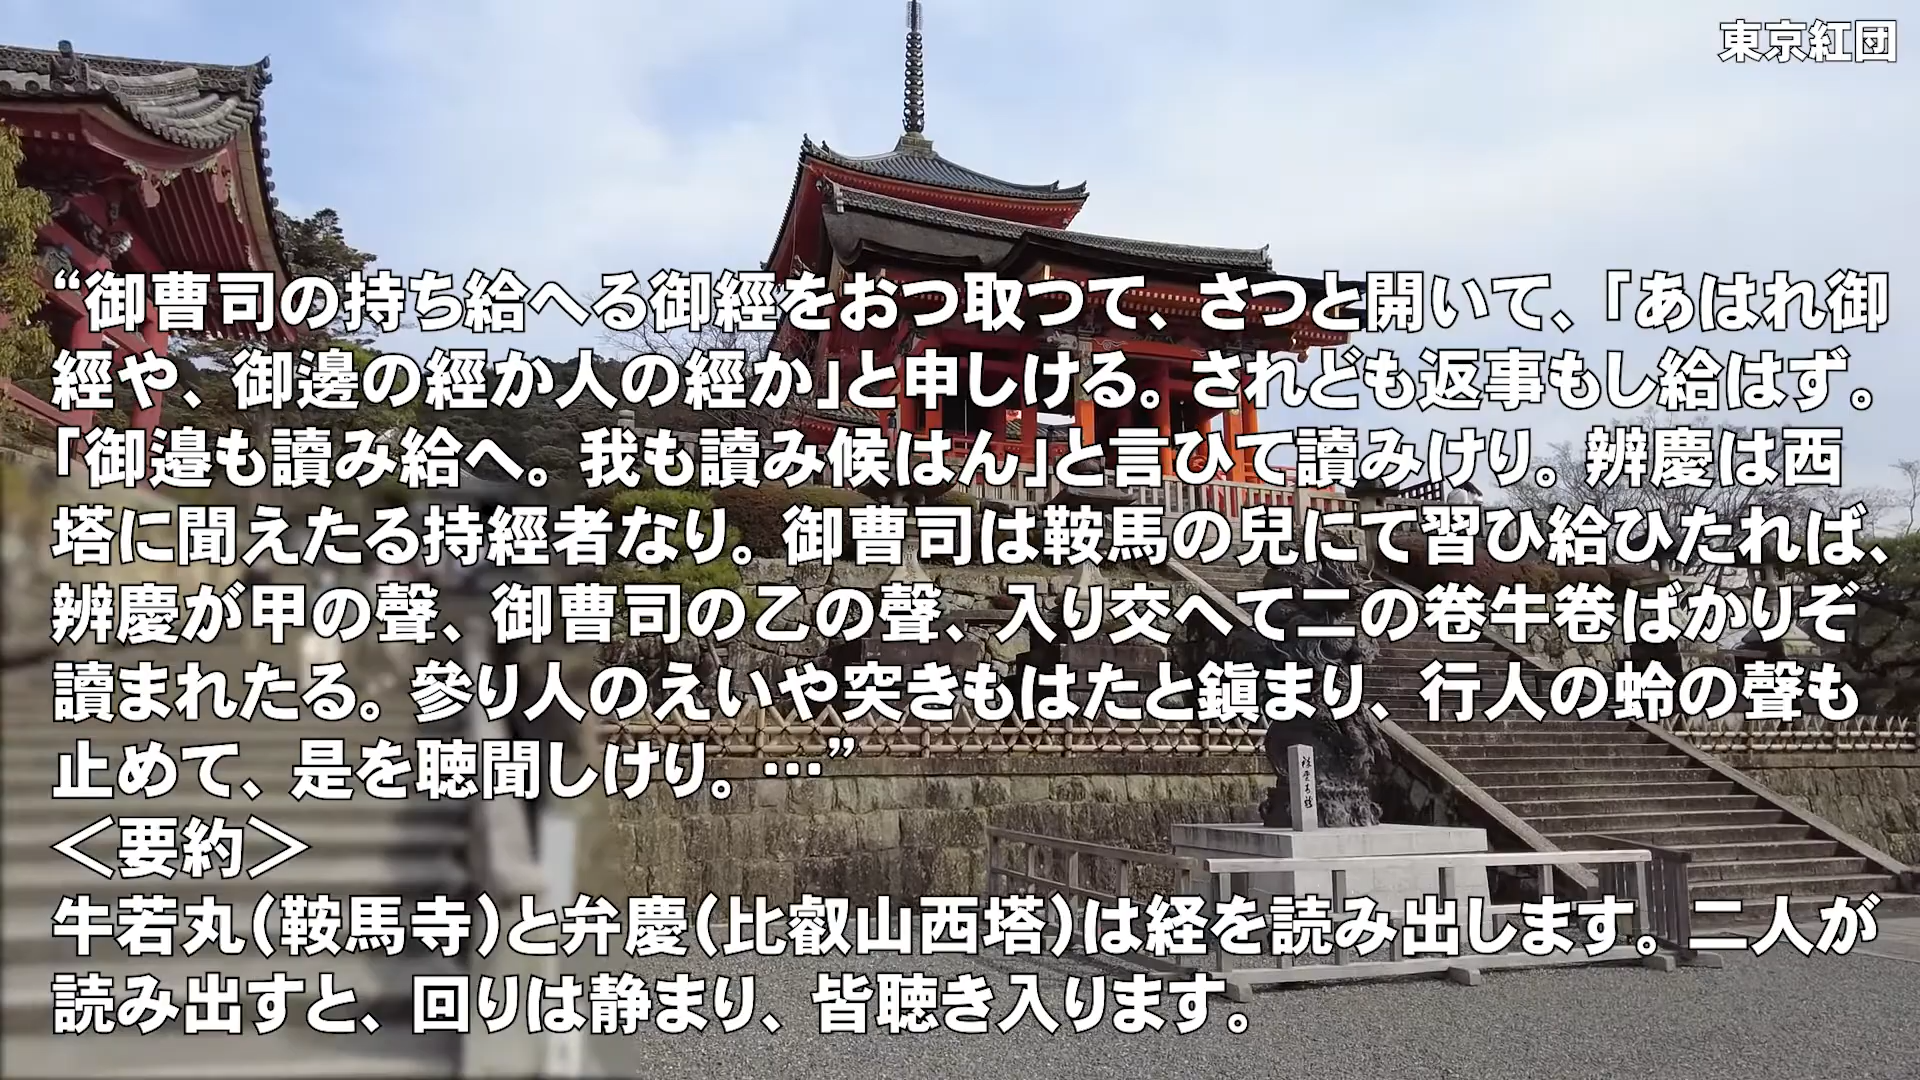 東京紅団
“御曹司の持ち給へる御經をおつ取つて、さつと開いて、「あはれ御
經や、御邊の經か人の經か」と申しける。されども返事もし給はず。
「御邉も讀み給へ。我も讀み候はん」と言ひて讀みけり。辨慶は西
塔に聞えたる持經者なり。御曹司は鞍馬の兒にて習ひ給ひたれば、
辨慶が甲の聲、御曹司の乙の聲、入り交へて二の卷牛卷ばかりぞ
讀まれたる。參り人のえいや突きもはたと鎭まり、行人の蛉の聲も
止めて、是を聴聞しけり。…”
＜要約＞
牛若丸（鞍馬寺）と弁慶（比叡山西塔）は経を読み出します。二人が
読み出すと、回りは静まり、皆聴き入ります。